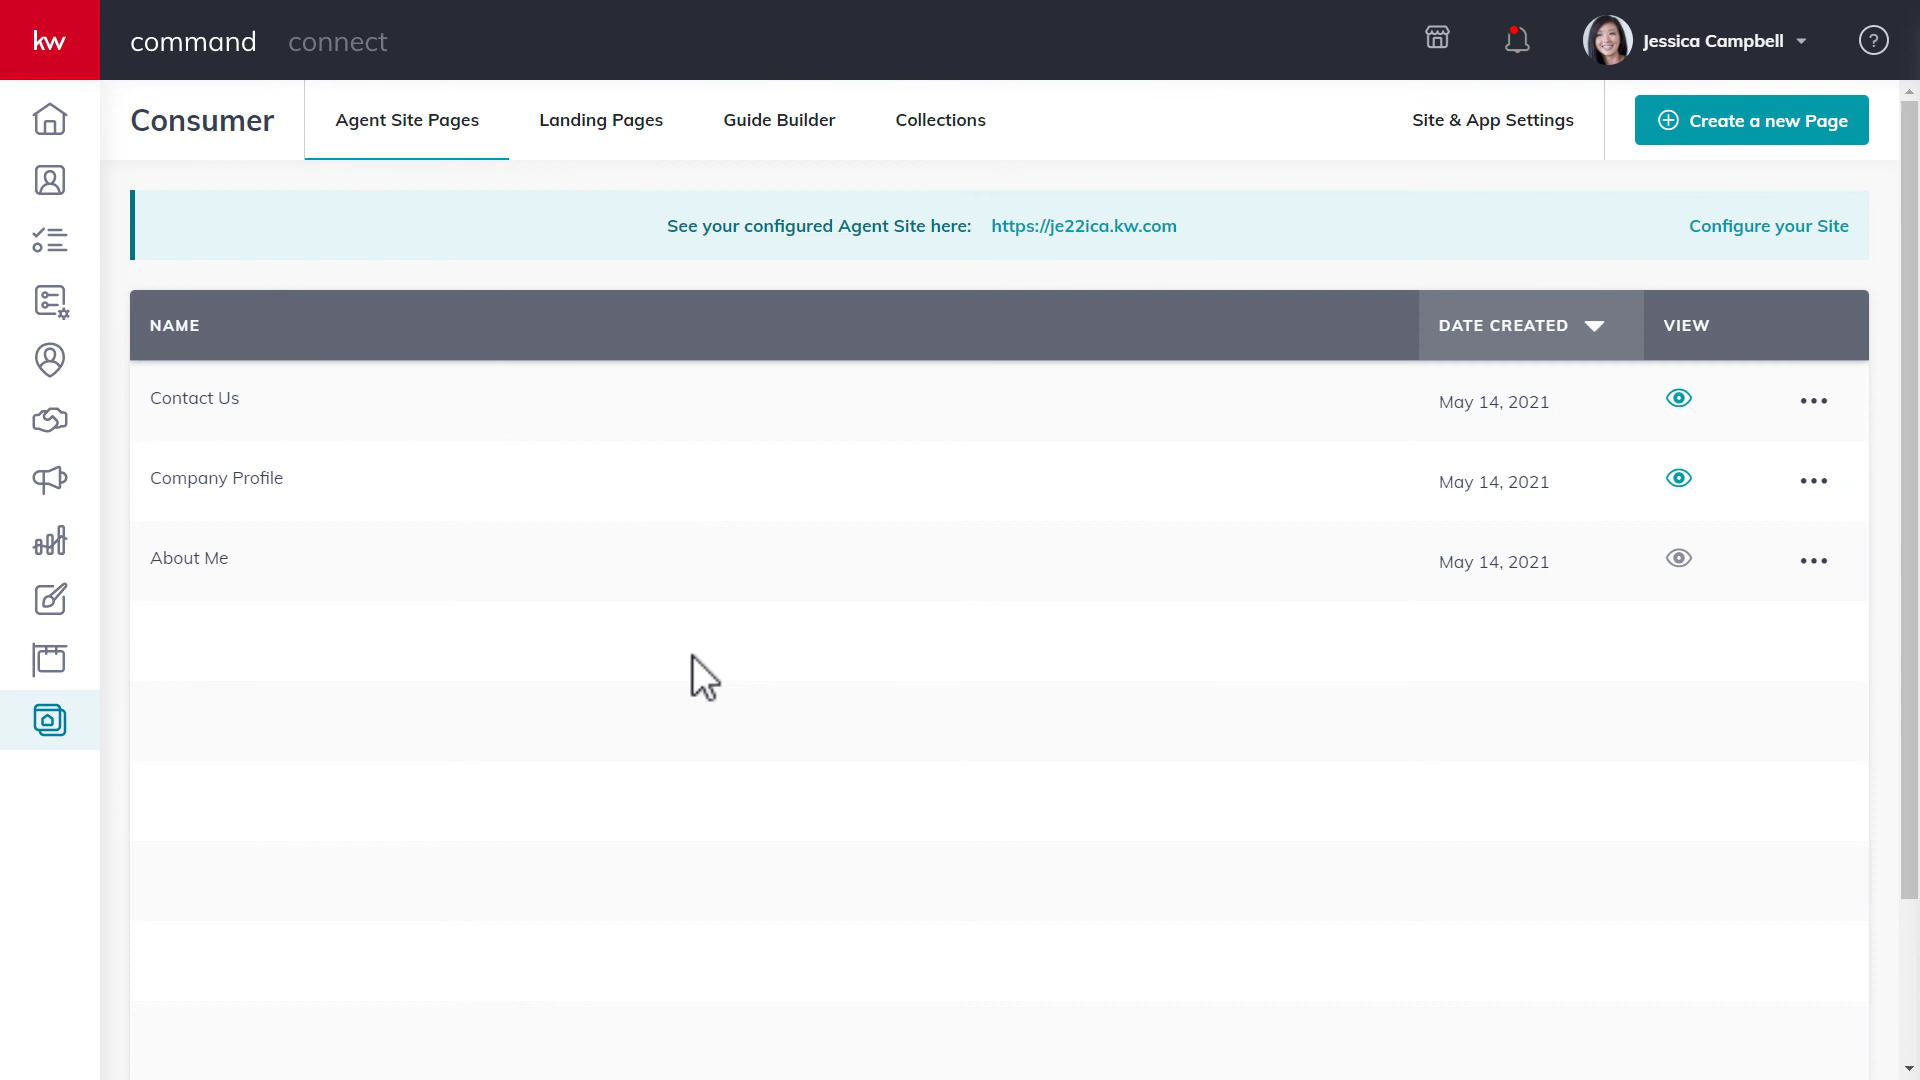 kw
command connect
Jessica Campbell
?
Consumer
Agent Site Pages
Landing Pages
Guide Builder
Collections
Site & App Settings
Create a new Page
See your configured Agent Site here: https://je22ica.kw.com
Configure your Site
NAME
DATE CREATED
VIEW
Contact Us
May 14, 2021
Company Profile
May 14, 2021
About Me
May 14, 2021